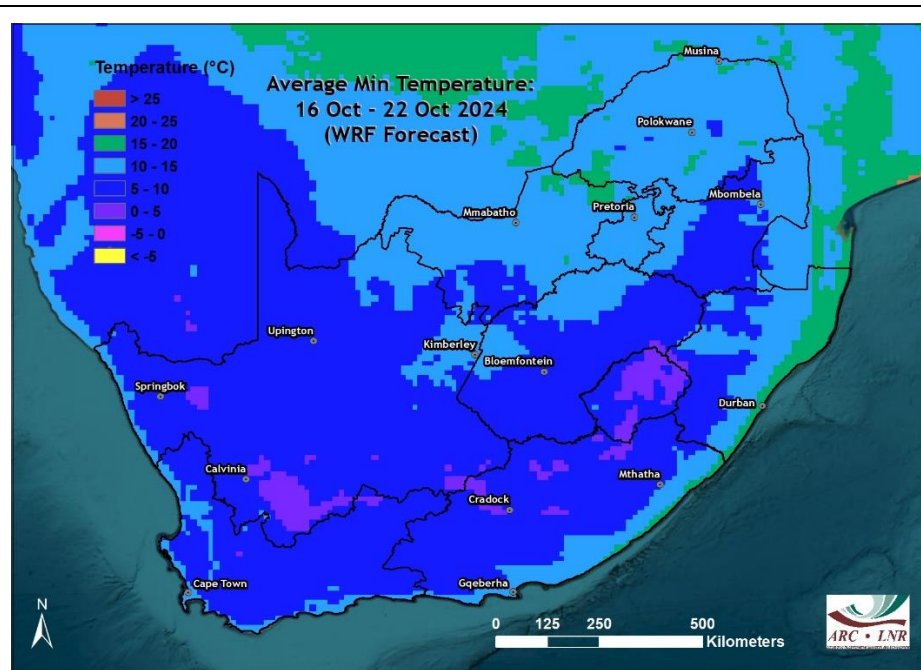 Temperature (°C)
> 25
20 - 25
15 - 20
10 - 15
5 - 10
0 - 5
-5 - 0
< -5
Average Min Temperature:
16 Oct - 22 Oct 2024
(WRF Forecast)
Musina
Polokwane
Mbombela
Pretoria
Mmabatho
Upington
Kimberley
Bloemfontein
Springbok
Durban
Calvinia
Mthatha
Cradock
Cape Town
Gqeberha
N
0 125 250 500
Kilometers
ARC • LNR